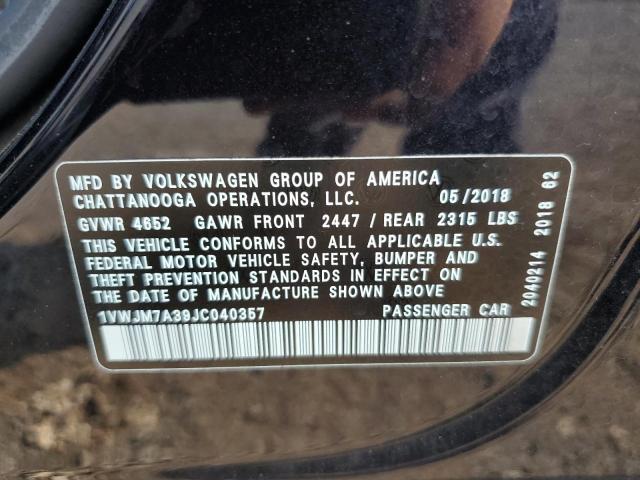 MFD BY VOLKSWAGEN GROUP OF AMERICA
CHATTANOOGA OPERATIONS, LLC. 05/2018
GVWR 4652 GAWR FRONT 2447 / REAR 2315 LBS
THIS VEHICLE CONFORMS TO ALL APPLICABLE U.S.
FEDERAL MOTOR VEHICLE SAFETY, BUMPER AND
THEFT PREVENTION STANDARDS IN EFFECT ON
THE DATE OF MANUFACTURE SHOWN ABOVE
1VWJM7A39JC040357 PASSENGER CAR
2040214 2018 62